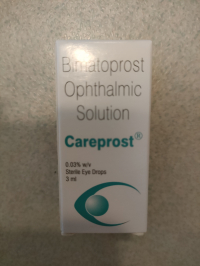 Bimatoprost
Ophthalmic
Solution
Careprost®
0.03% w/v
Sterile Eye Drops
3 ml